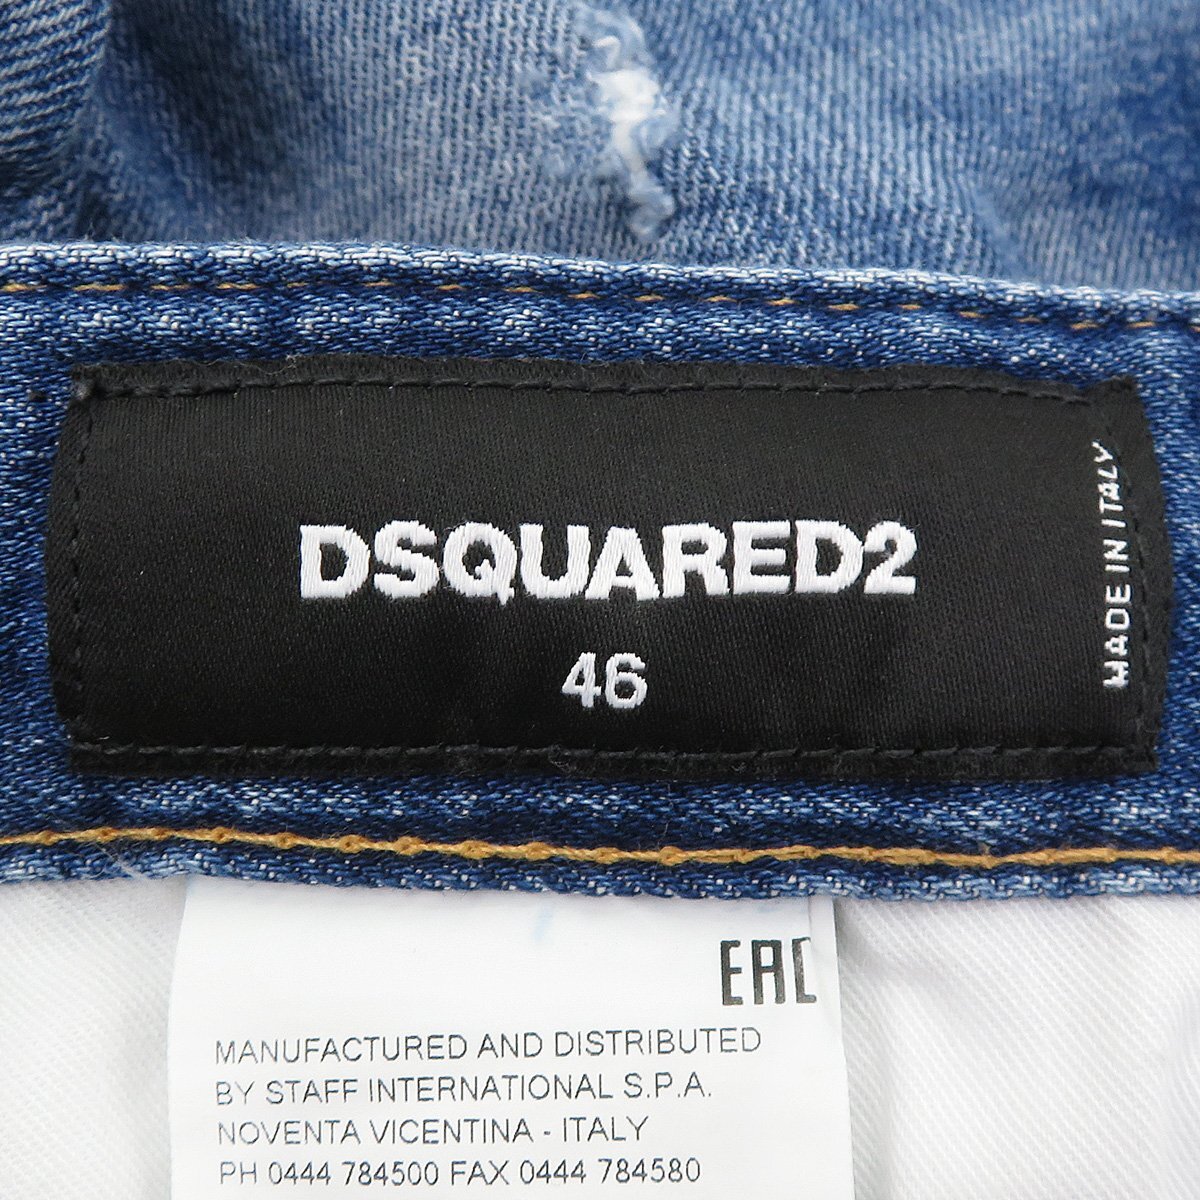 DSQUARED2
46
MADE IN ITALY
EAC
MANUFACTURED AND DISTRIBUTED
BY STAFF INTERNATIONAL S.P.A.
NOVENTA VICENTINA - ITALY
PH 0444 784500 FAX 0444 784580